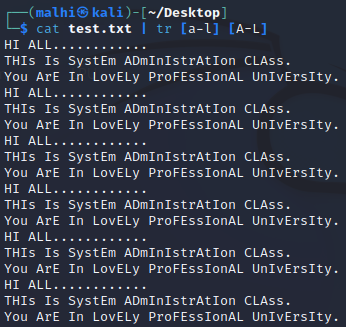 ┌──(malhi㉿kali)-[~/Desktop]
└─$ cat test.txt | tr [a-l] [A-L]
HI ALL............
THIs Is SystEm ADmInIstrAtIon CLAss.
You ArE In LovELy ProFEssIonAL UnIvErsIty.
HI ALL............
THIs Is SystEm ADmInIstrAtIon CLAss.
You ArE In LovELy ProFEssIonAL UnIvErsIty.
HI ALL............
THIs Is SystEm ADmInIstrAtIon CLAss.
You ArE In LovELy ProFEssIonAL UnIvErsIty.
HI ALL............
THIs Is SystEm ADmInIstrAtIon CLAss.
You ArE In LovELy ProFEssIonAL UnIvErsIty.
HI ALL............
THIs Is SystEm ADmInIstrAtIon CLAss.
You ArE In LovELy ProFEssIonAL UnIvErsIty.
HI ALL............
THIs Is SystEm ADmInIstrAtIon CLAss.
You ArE In LovELy ProFEssIonAL UnIvErsIty.